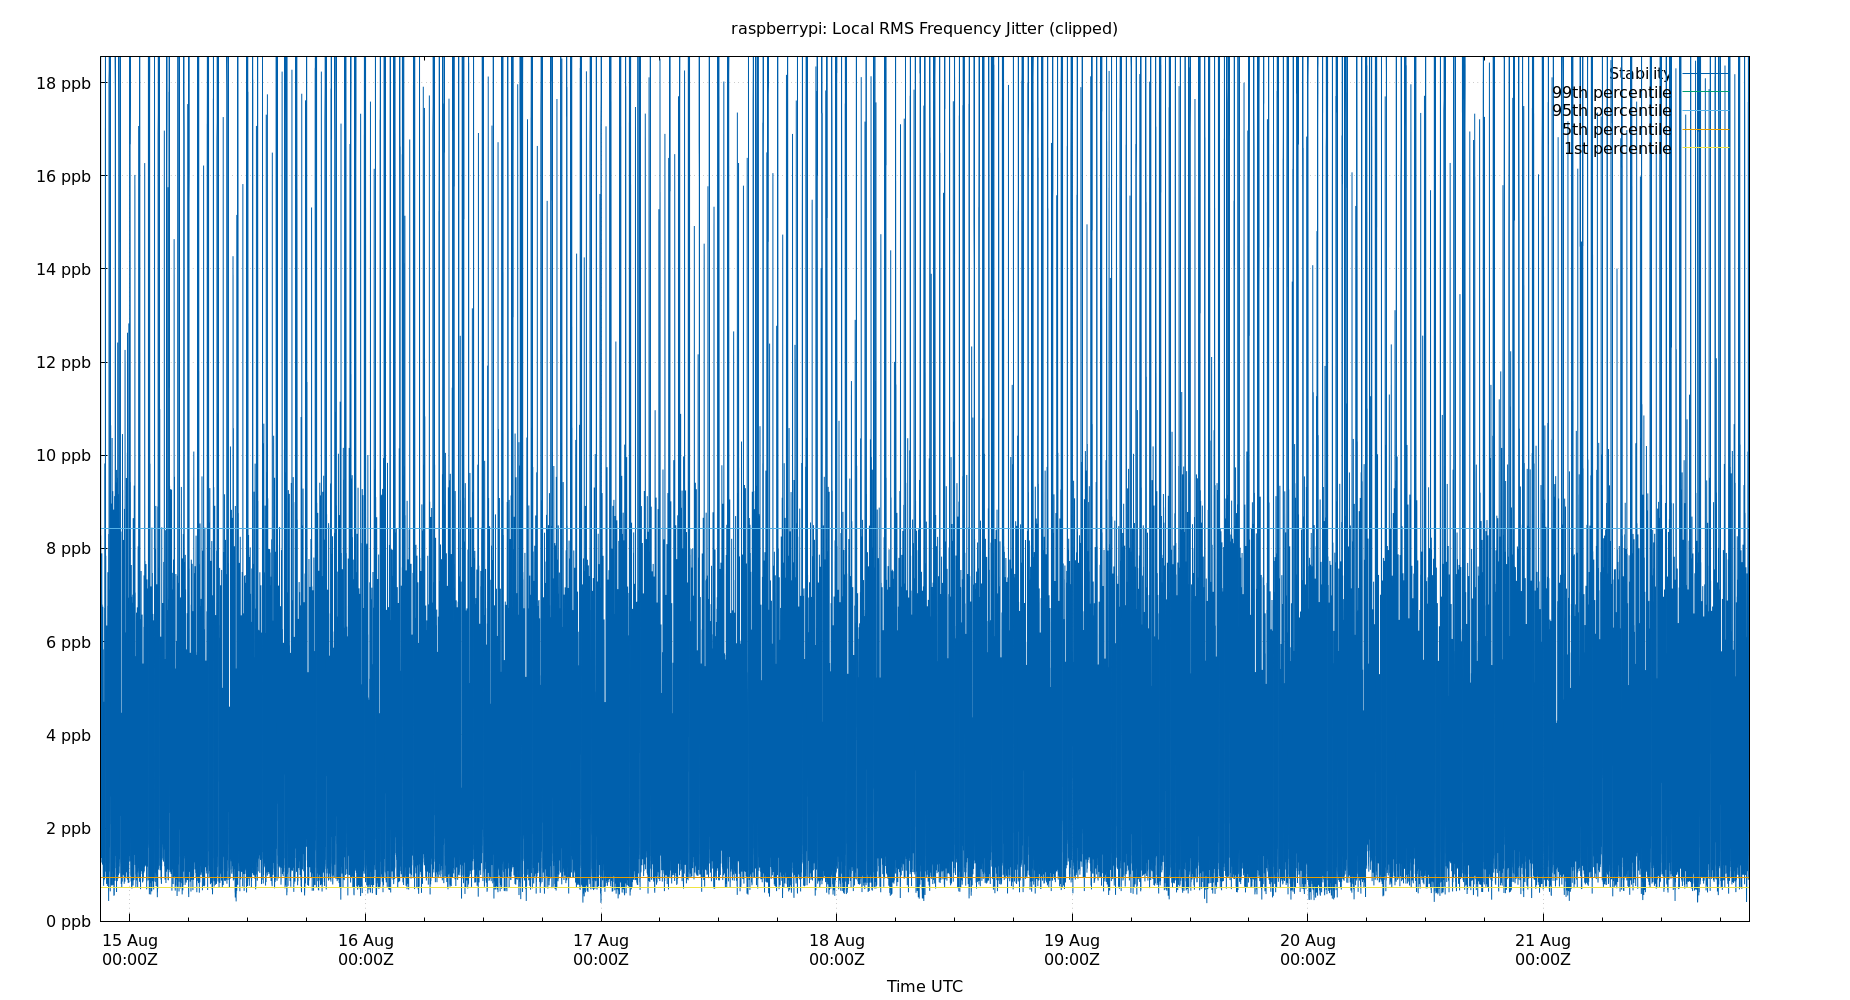 raspberrypi: Local RMS Frequency Jitter (clipped)
18 ppb
16 ppb
14 ppb
12 ppb
10 ppb
8 ppb
6 ppb
4 ppb
2 ppb
0 ppb
Stability
99th percentile
95th percentile
5th percentile
1st percentile
15 Aug
00:00Z
16 Aug
00:00Z
17 Aug
00:00Z
18 Aug
00:00Z
19 Aug
00:00Z
20 Aug
00:00Z
21 Aug
00:00Z
Time UTC